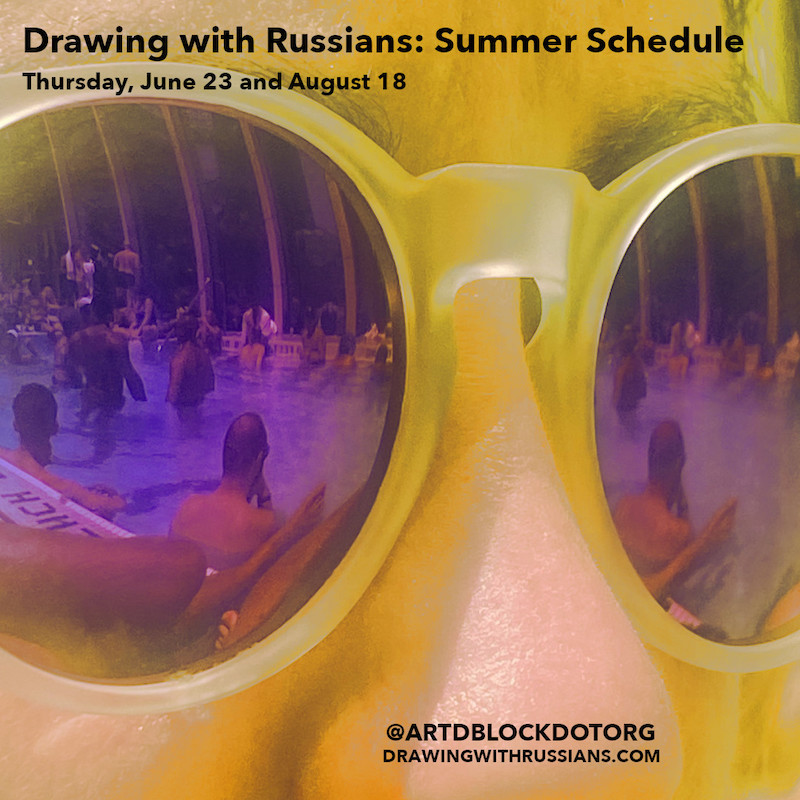 Drawing with Russians: Summer Schedule
Thursday, June 23 and August 18
@ARTDBLOCKDOTORG
DRAWINGWITHRUSSIANS.COM